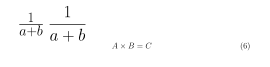 1/(a+b) 1/(a+b)
A × B = C (6)